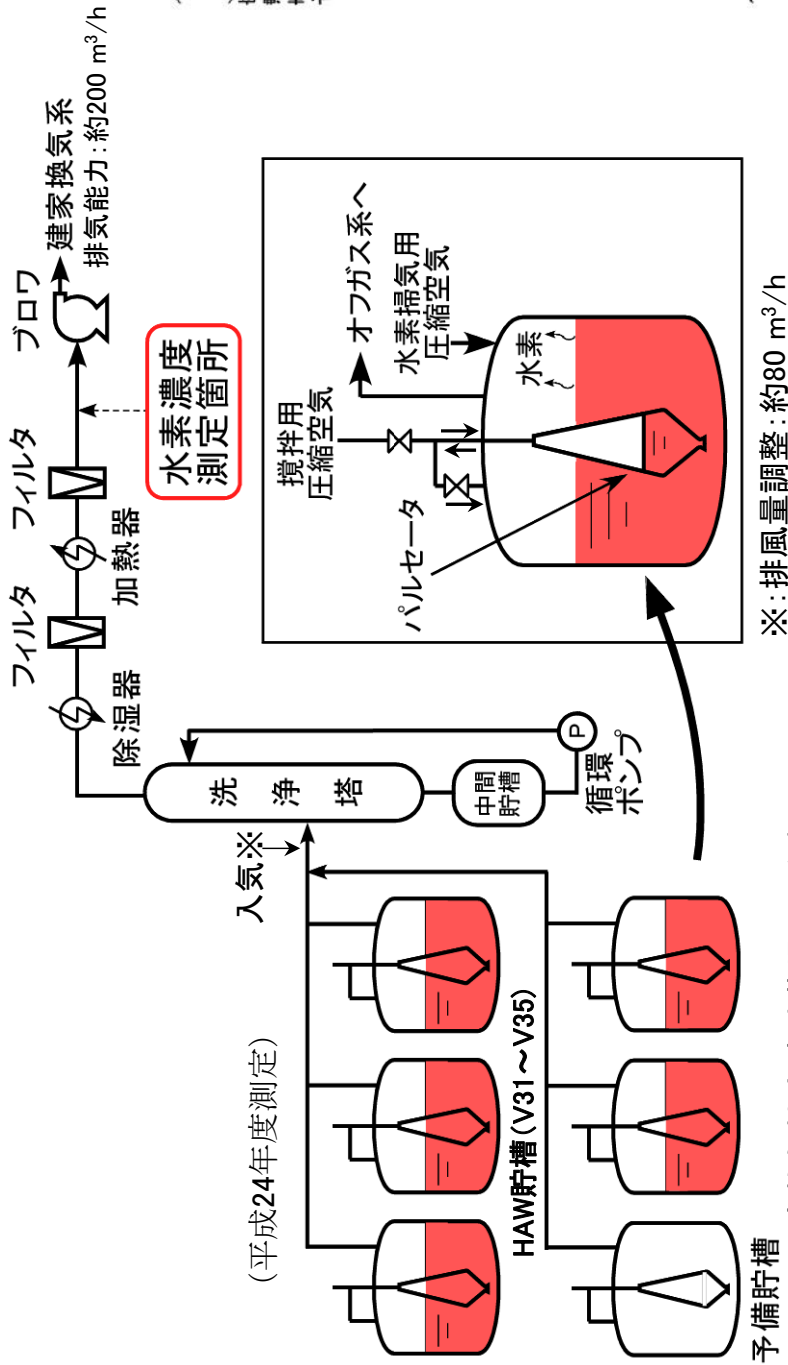 (平成24年度測定)
入気※
洗浄塔
中間
貯槽
P
循環
ポンプ
除湿器
フィルタ
加熱器
フィルタ
ブロワ
建家換気系
排気能力:約200 m³/h
水素濃度
測定箇所
HAW貯槽(V31～V35)
予備貯槽
攪拌用
圧縮空気
オフガス系へ
水素掃気用
圧縮空気
水素
パルセータ
※:排風量調整:約80 m³/h